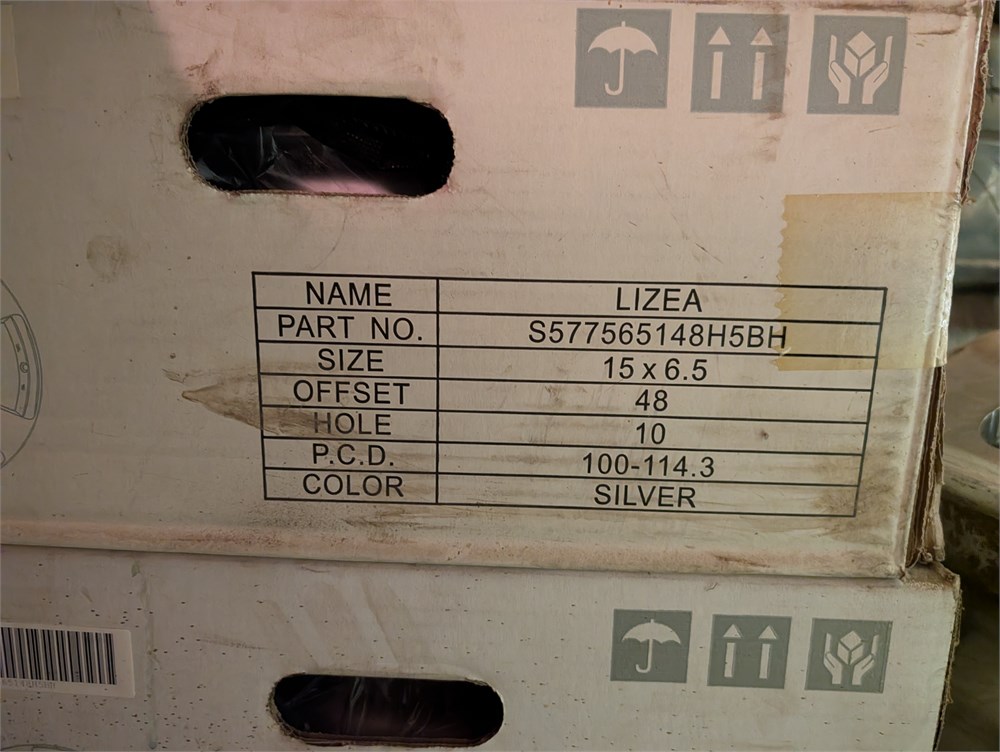 NAME LIZEA
PART NO. S577565148H5BH
SIZE 15 x 6.5
OFFSET 48
HOLE 10
P.C.D. 100-114.3
COLOR SILVER